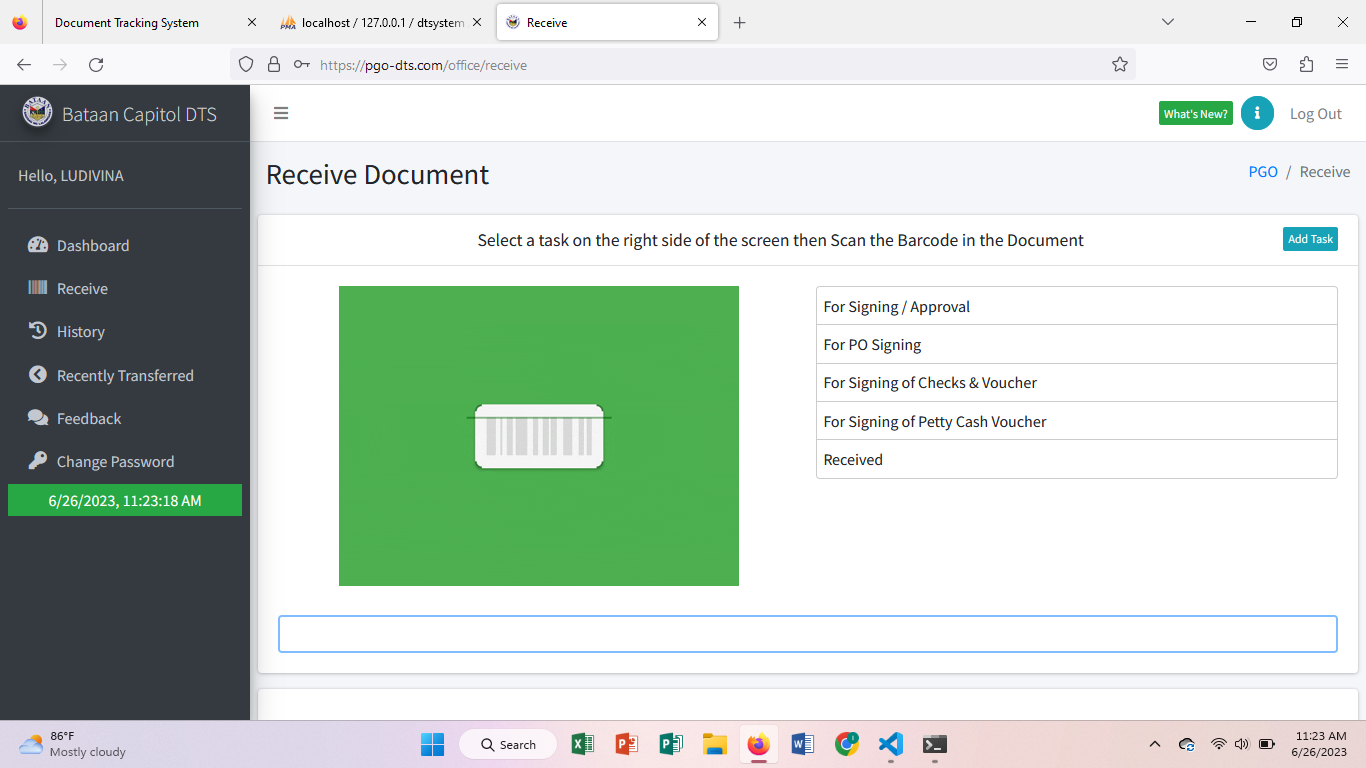 Document Tracking System
localhost / 127.0.0.1 / dtsystem
Receive
https://pgo-dts.com/office/receive
Bataan Capitol DTS
What's New?
Log Out
Hello, LUDIVINA
Dashboard
Receive
History
Recently Transferred
Feedback
Change Password
6/26/2023, 11:23:18 AM
Receive Document
PGO / Receive
Select a task on the right side of the screen then Scan the Barcode in the Document
Add Task
For Signing / Approval
For PO Signing
For Signing of Checks & Voucher
For Signing of Petty Cash Voucher
Received
86°F
Mostly cloudy
Search
11:23 AM
6/26/2023